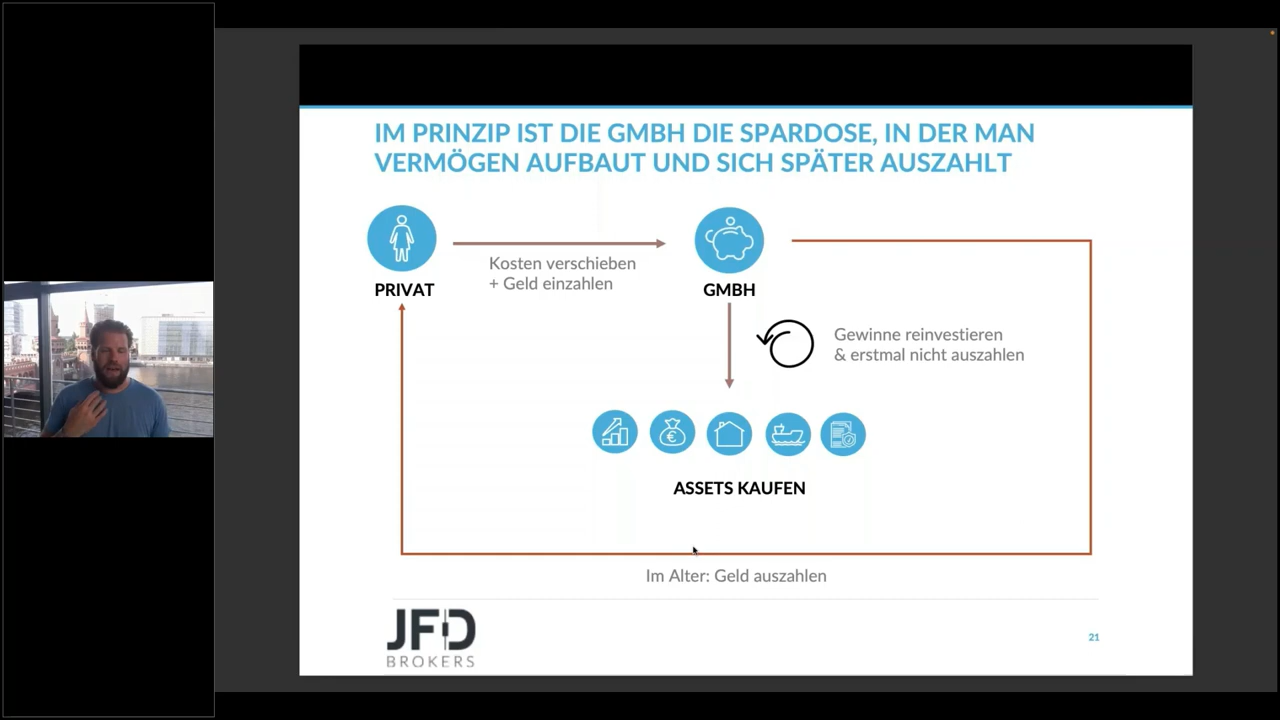 IM PRINZIP IST DIE GMBH DIE SPARDOSE, IN DER MAN
VERMÖGEN AUFBAUT UND SICH SPÄTER AUSZAHLT
PRIVAT
Kosten verschieben
+ Geld einzahlen
GMBH
Gewinne reinvestieren
& erstmal nicht auszahlen
€
ASSETS KAUFEN
Im Alter: Geld auszahlen
JFD
BROKERS
21